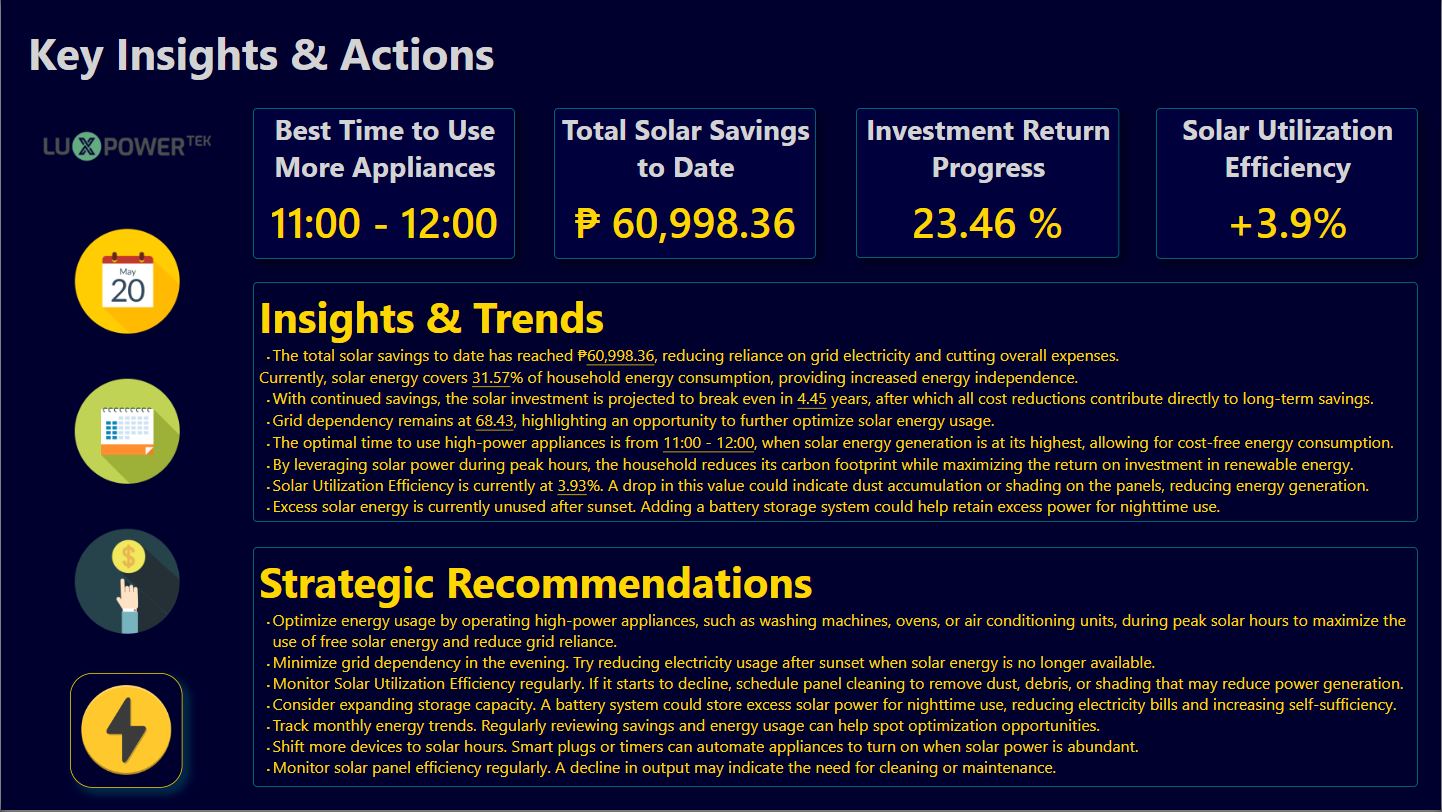 Key Insights & Actions
LUXPOWERTEK
Best Time to Use
More Appliances
11:00 - 12:00
Total Solar Savings
to Date
₱ 60,998.36
Investment Return
Progress
23.46 %
Solar Utilization
Efficiency
+3.9%
May
20
Insights & Trends
• The total solar savings to date has reached ₱60,998.36, reducing reliance on grid electricity and cutting overall expenses.
Currently, solar energy covers 31.57% of household energy consumption, providing increased energy independence.
• With continued savings, the solar investment is projected to break even in 4.45 years, after which all cost reductions contribute directly to long-term savings.
• Grid dependency remains at 68.43, highlighting an opportunity to further optimize solar energy usage.
• The optimal time to use high-power appliances is from 11:00 - 12:00, when solar energy generation is at its highest, allowing for cost-free energy consumption.
• By leveraging solar power during peak hours, the household reduces its carbon footprint while maximizing the return on investment in renewable energy.
• Solar Utilization Efficiency is currently at 3.93%. A drop in this value could indicate dust accumulation or shading on the panels, reducing energy generation.
• Excess solar energy is currently unused after sunset. Adding a battery storage system could help retain excess power for nighttime use.
$
Strategic Recommendations
• Optimize energy usage by operating high-power appliances, such as washing machines, ovens, or air conditioning units, during peak solar hours to maximize the
use of free solar energy and reduce grid reliance.
• Minimize grid dependency in the evening. Try reducing electricity usage after sunset when solar energy is no longer available.
• Monitor Solar Utilization Efficiency regularly. If it starts to decline, schedule panel cleaning to remove dust, debris, or shading that may reduce power generation.
• Consider expanding storage capacity. A battery system could store excess solar power for nighttime use, reducing electricity bills and increasing self-sufficiency.
• Track monthly energy trends. Regularly reviewing savings and energy usage can help spot optimization opportunities.
• Shift more devices to solar hours. Smart plugs or timers can automate appliances to turn on when solar power is abundant.
• Monitor solar panel efficiency regularly. A decline in output may indicate the need for cleaning or maintenance.